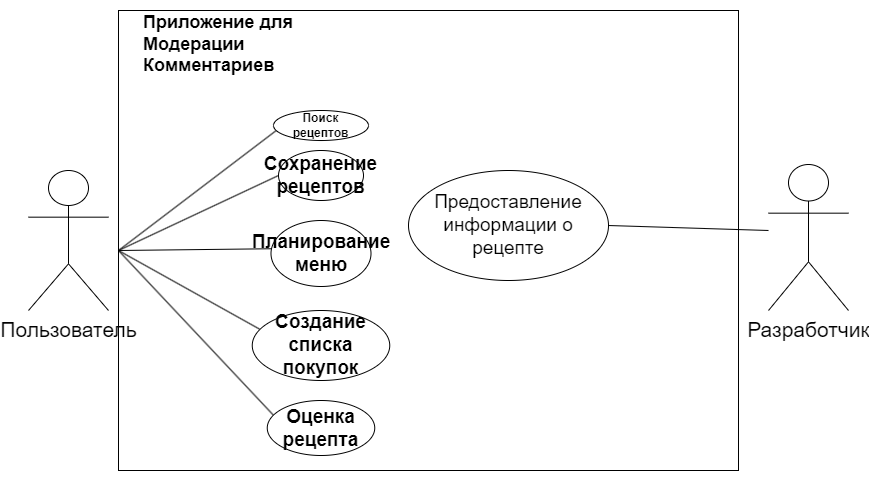 Приложение для
Модерации
Комментариев
Поиск
рецептов
Сохранение
рецептов
Планирование
меню
Создание
списка
покупок
Оценка
рецепта
Предоставление
информации о
рецепте
Пользователь
Разработчик